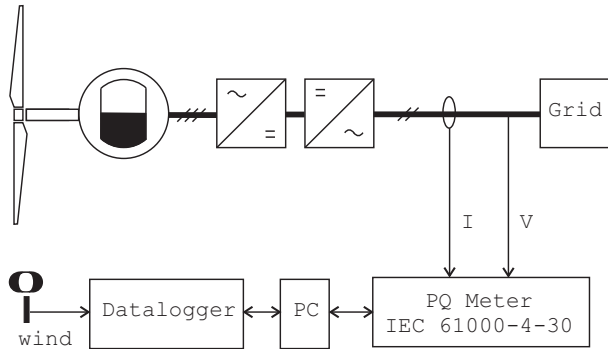 ~
=
=
~
Grid
I
V
Datalogger
PC
PQ Meter
IEC 61000-4-30
wind